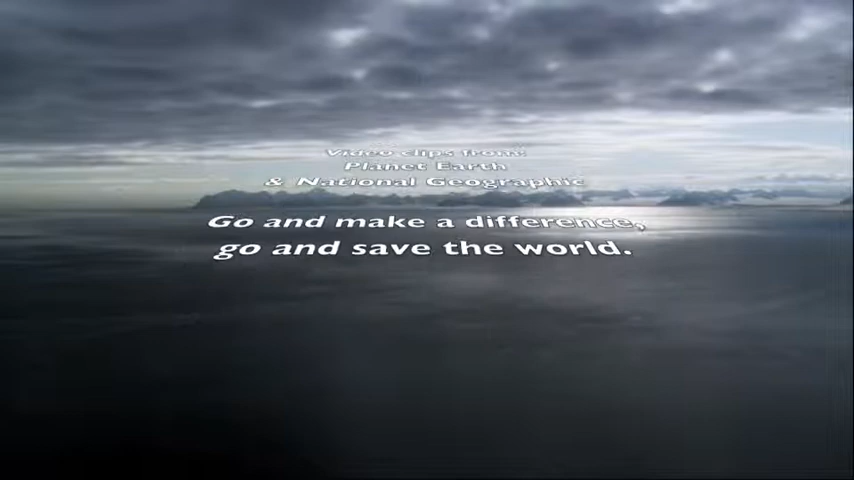 Video clips from:
Planet Earth
& National Geographic
Go and make a difference,
go and save the world.